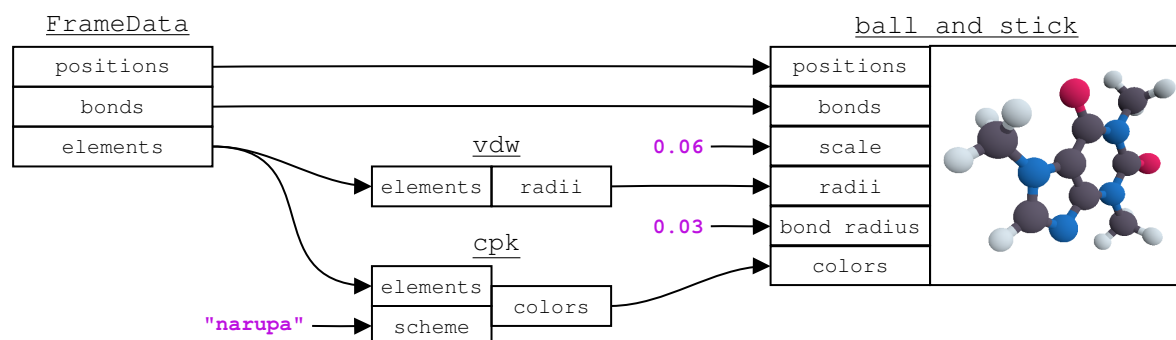 FrameData
positions
bonds
elements
vdw
elements
radii
cpk
elements
scheme
colors
"narupa"
ball and stick
positions
bonds
0.06
scale
radii
0.03
bond radius
colors